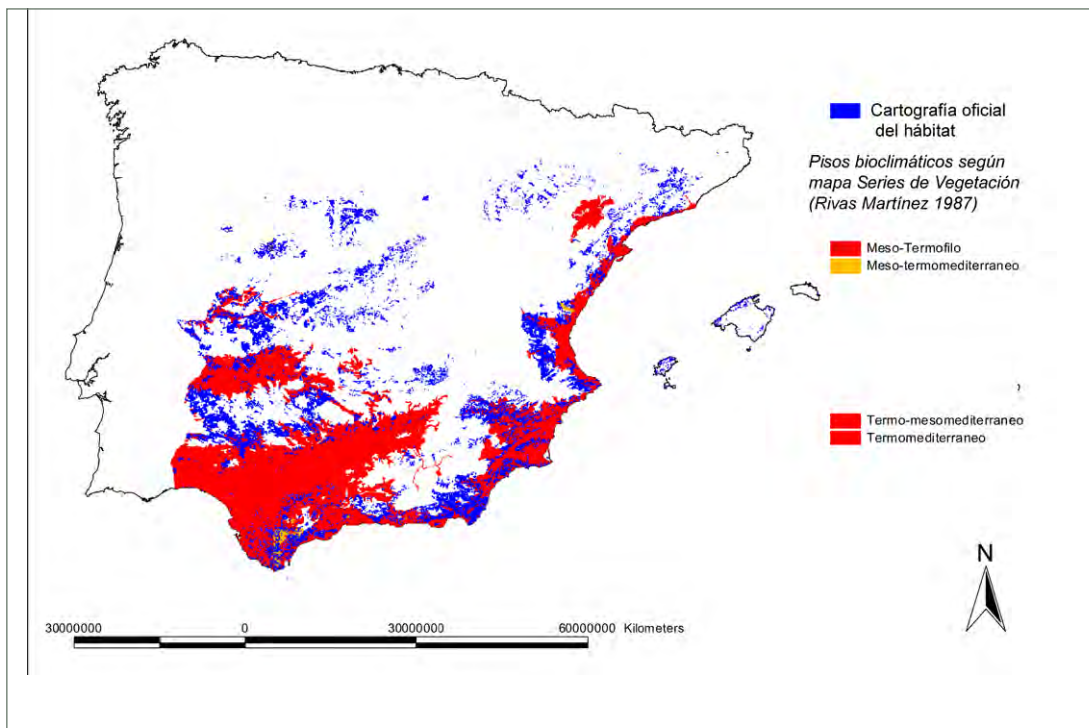 Cartografía oficial
del hábitat
Pisos bioclimáticos según
mapa Series de Vegetación
(Rivas Martínez 1987)
Meso-Termofilo
Meso-termomediterraneo
Termo-mesomediterraneo
Termomediterraneo
N
30000000 0 30000000 60000000 Kilometers